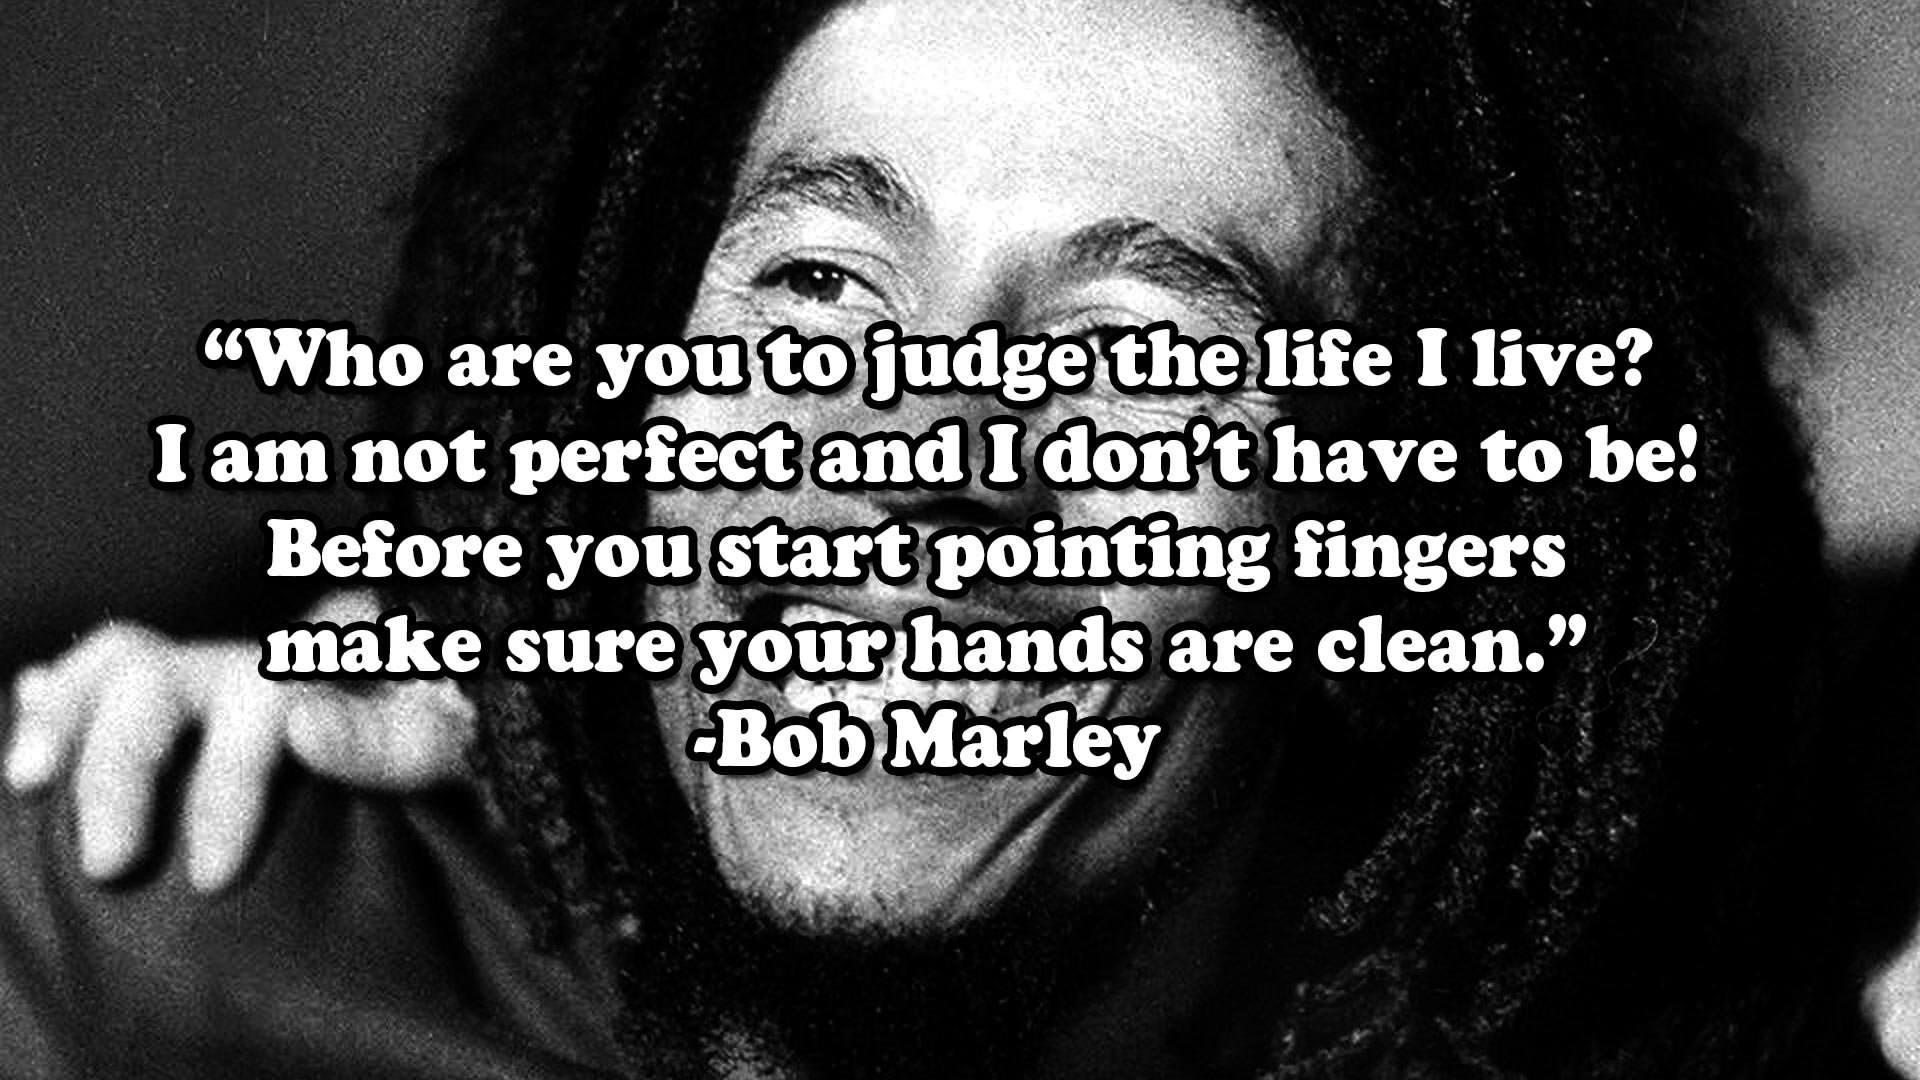 “Who are you to judge the life I live?
I am not perfect and I don’t have to be!
Before you start pointing fingers
make sure your hands are clean.”
-Bob Marley